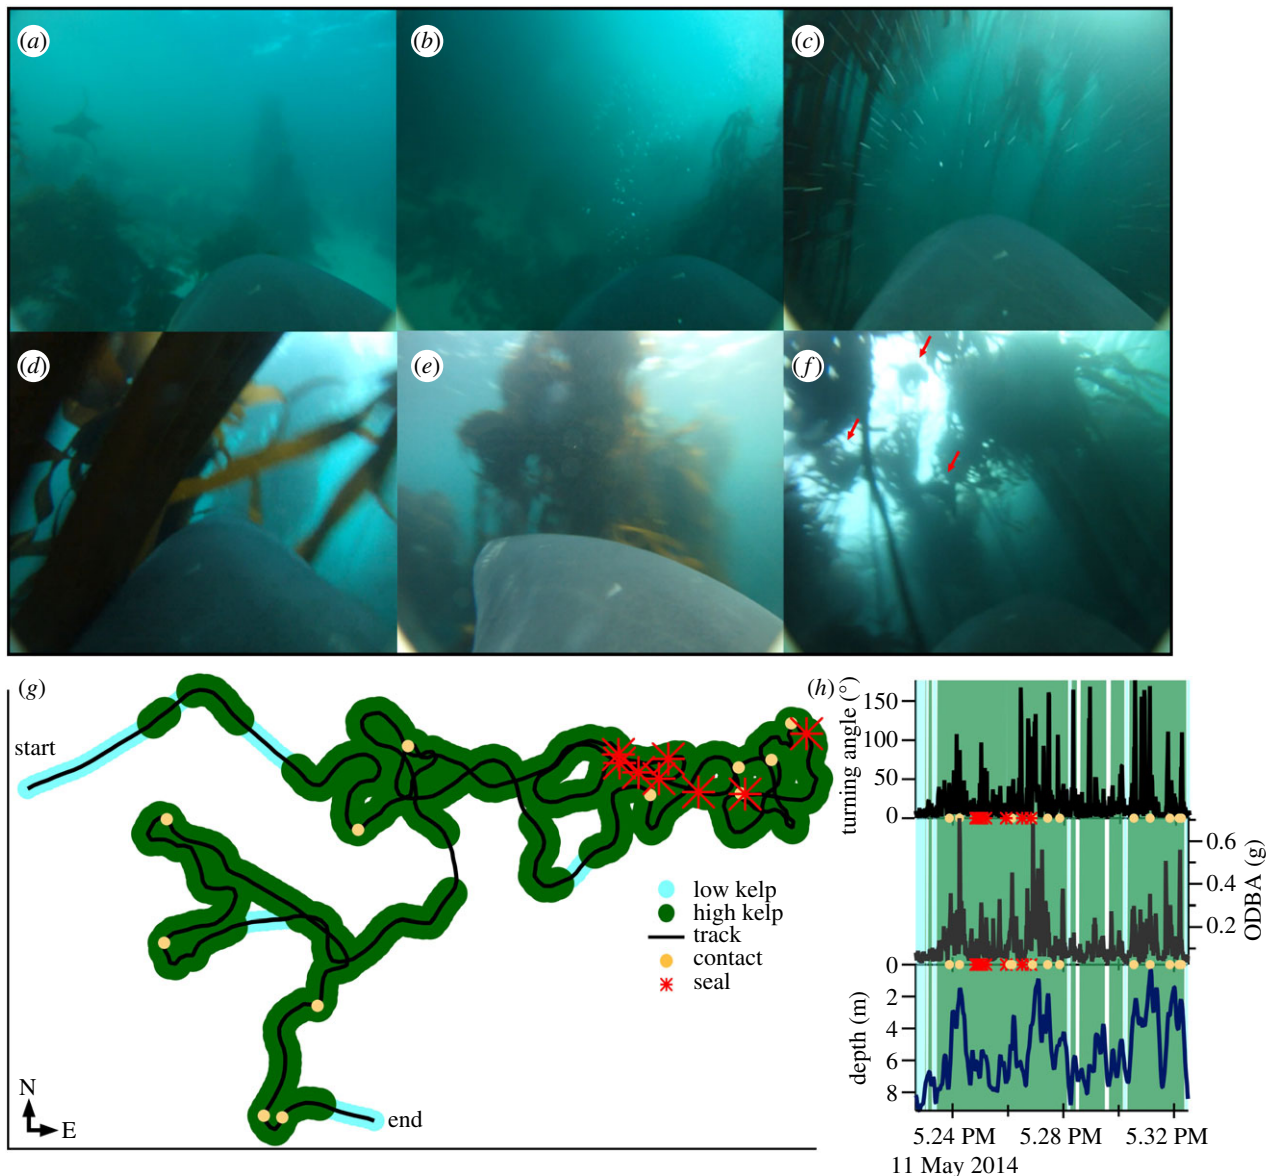 (a)
(b)
(c)
(d)
(e)
(f)
(g)
start
low kelp
high kelp
track
contact
seal
N
E
end
(h)
turning angle (°)
150
100
50
0
ODBA (g)
0.6
0.4
0.2
depth (m)
0
2
4
6
8
5.24 PM 5.28 PM 5.32 PM
11 May 2014